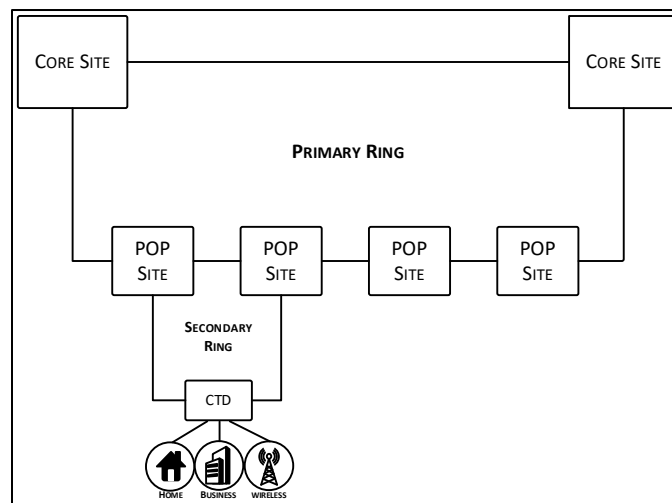 CORE SITE
CORE SITE
PRIMARY RING
POP
SITE
POP
SITE
POP
SITE
POP
SITE
SECONDARY
RING
CTD
HOME
BUSINESS
WIRELESS